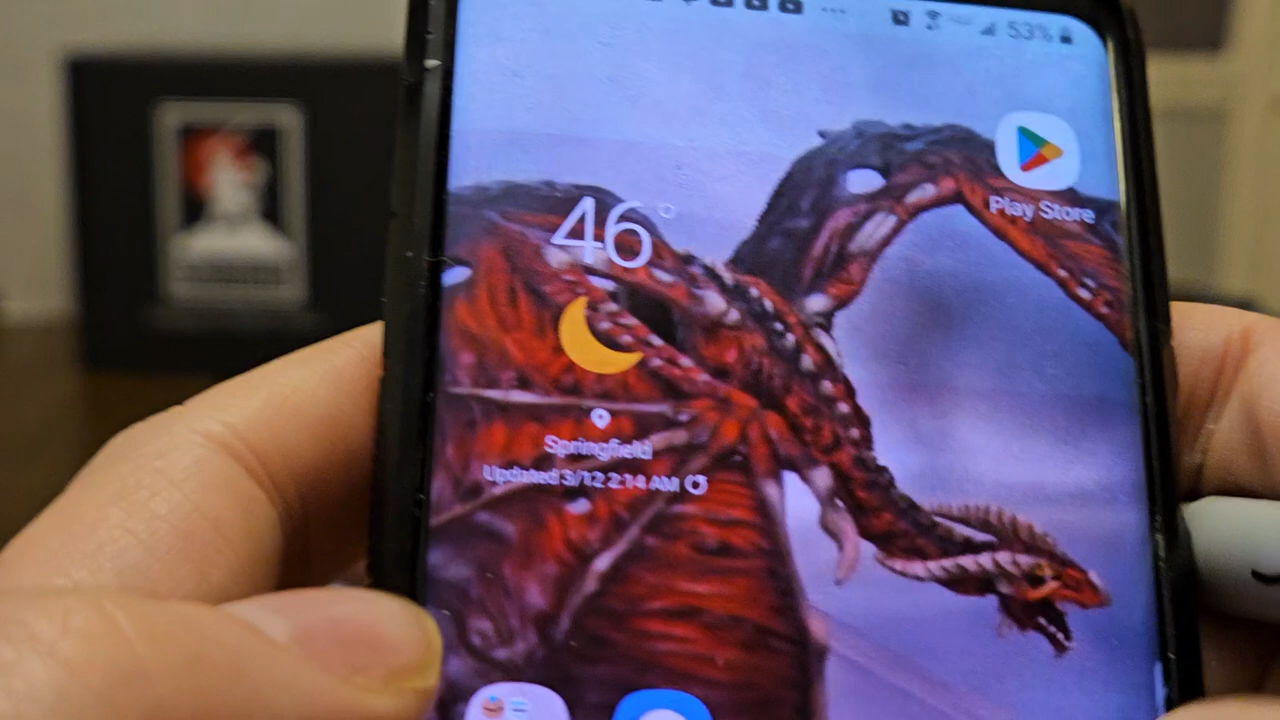 53%
Play Store
46°
Springfield
Updated 3/12 2:14 AM